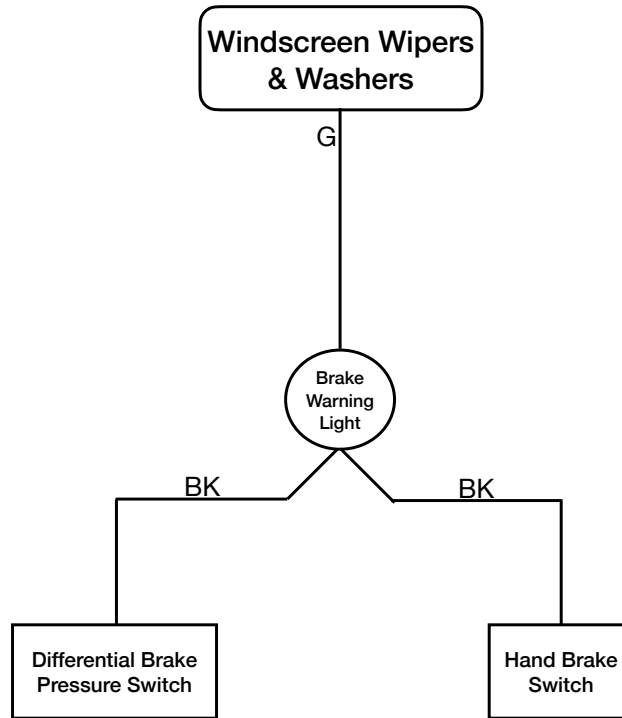 Windscreen Wipers
& Washers
G
Brake
Warning
Light
BK
BK
Differential Brake
Pressure Switch
Hand Brake
Switch